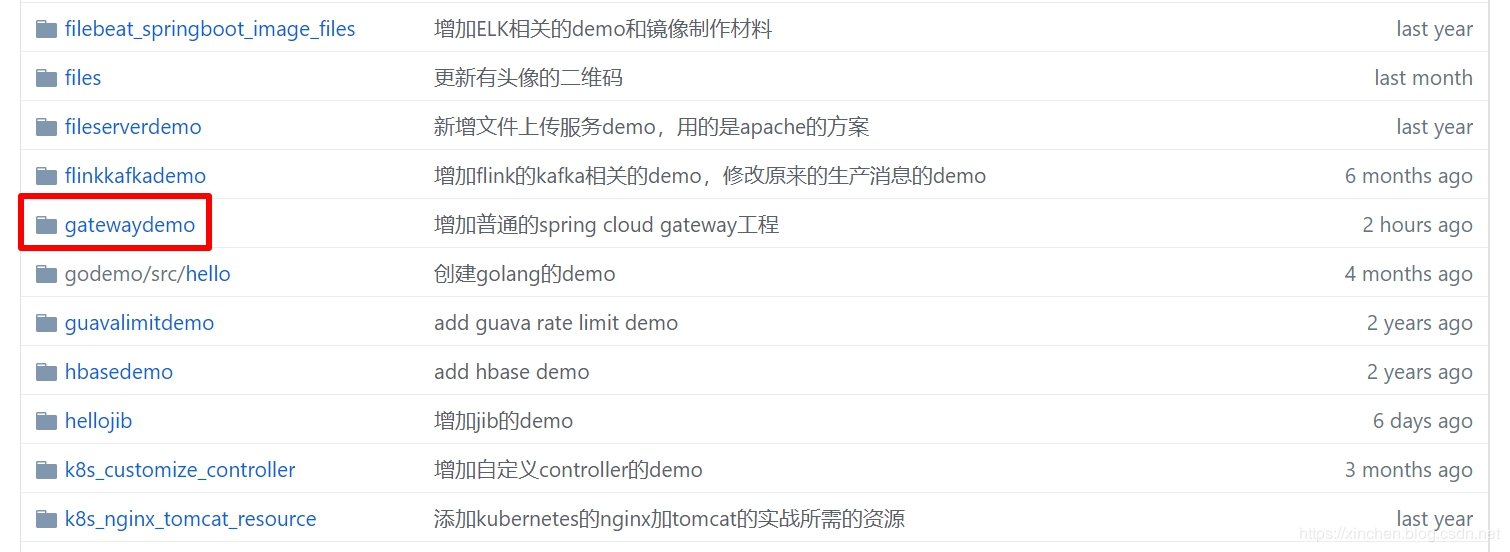 filebeat_springboot_image_files 增加ELK相关的demo和镜像制作材料 last year
files 更新有头像的二维码 last month
fileserverdemo 新增文件上传服务demo，用的是apache的方案 last year
flinkkafkademo 增加flink的kafka相关的demo，修改原来的生产消息的demo 6 months ago
gatewaydemo 增加普通的spring cloud gateway工程 2 hours ago
godemo/src/hello 创建golang的demo 4 months ago
guavalimitdemo add guava rate limit demo 2 years ago
hbasedemo add hbase demo 2 years ago
hellojib 增加jib的demo 6 days ago
k8s_customize_controller 增加自定义controller的demo 3 months ago
k8s_nginx_tomcat_resource 添加kubernetes的nginx加tomcat的实战所需的资源 last year
https://xinchen.blog.csdn.net